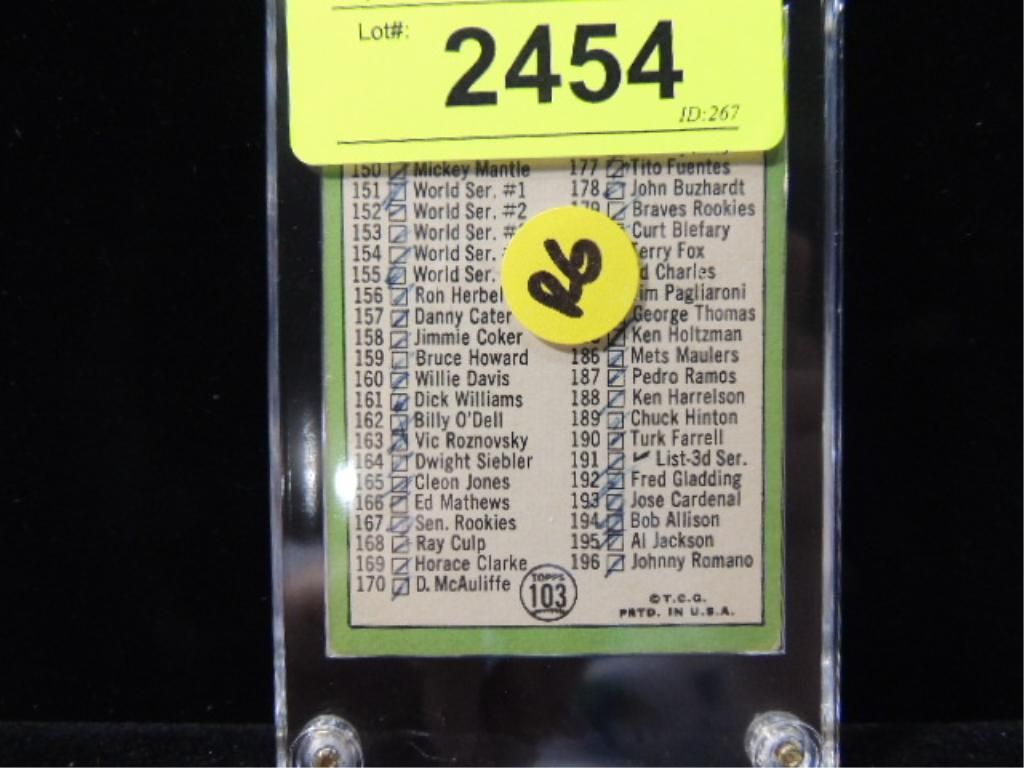 Lot#:
2454
ID:267
150 Mickey Mantle
151 World Ser. #1
152 World Ser. #2
153 World Ser. #
154 World Ser.
155 World Ser.
156 Ron Herbel
157 Danny Cater
158 Jimmie Coker
159 Bruce Howard
160 Willie Davis
161 Dick Williams
162 Billy O'Dell
163 Vic Roznovsky
164 Dwight Siebler
165 Cleon Jones
166 Ed Mathews
167 Sen. Rookies
168 Ray Culp
169 Horace Clarke
170 D. McAuliffe
177 Tito Fuentes
178 John Buzhardt
179 Braves Rookies
Curt Blefary
Terry Fox
d Charles
im Pagliaroni
George Thomas
Ken Holtzman
186 Mets Maulers
187 Pedro Ramos
188 Ken Harrelson
189 Chuck Hinton
190 Turk Farrell
191 ✔ List-3d Ser.
192 Fred Gladding
193 Jose Cardenal
194 Bob Allison
195 Al Jackson
196 Johnny Romano
R6
TOPPS
103
©T.C.G.
PRTD. IN U.S.A.